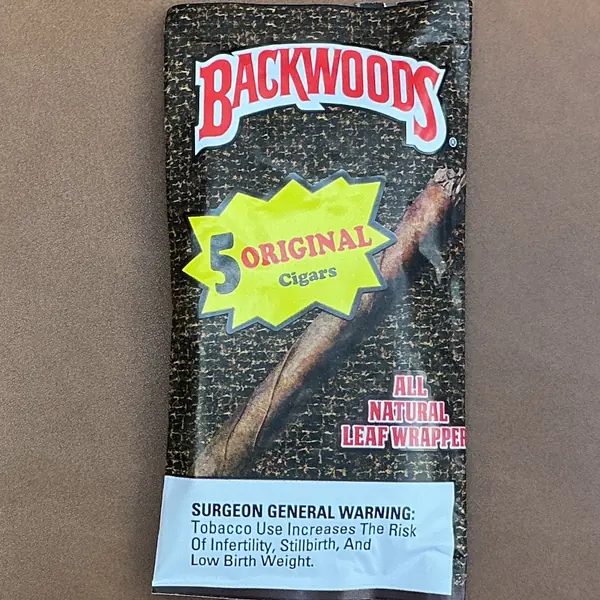 BACKWOODS®
5 ORIGINAL
Cigars
ALL
NATURAL
LEAF WRAPPER
SURGEON GENERAL WARNING:
Tobacco Use Increases The Risk
Of Infertility, Stillbirth, And
Low Birth Weight.